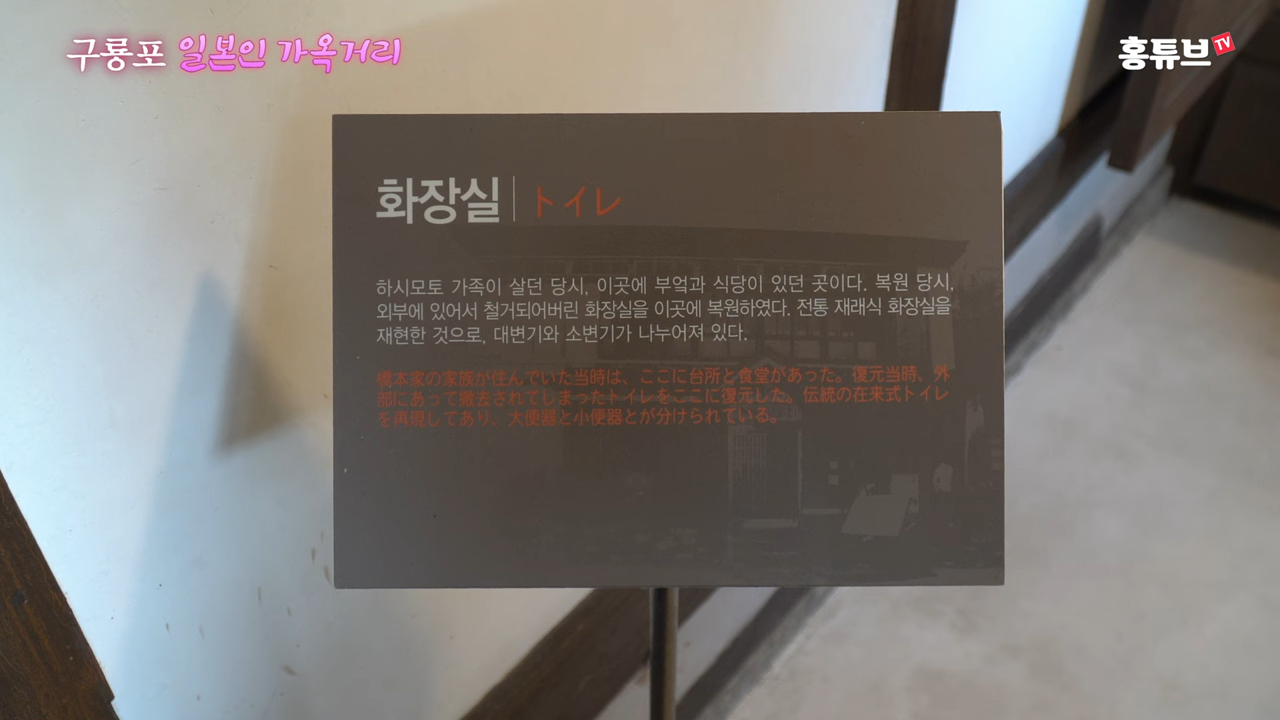 구룡포 일본인 가옥거리
홍튜브 TV
화장실 | トイレ
하시모토 가족이 살던 당시, 이곳에 부엌과 식당이 있던 곳이다. 복원 당시,
외부에 있어서 철거되어버린 화장실을 이곳에 복원하였다. 전통 재래식 화장실을
재현한 것으로, 대변기와 소변기가 나누어져 있다.
橋本家の家族が住んでいた当時は、ここに台所と食堂があった。復元当時、外
部にあって撤去されてしまったトイレをここに復元した。伝統の在来式トイレ
を再現してあり、大便器と小便器とが分けられている。